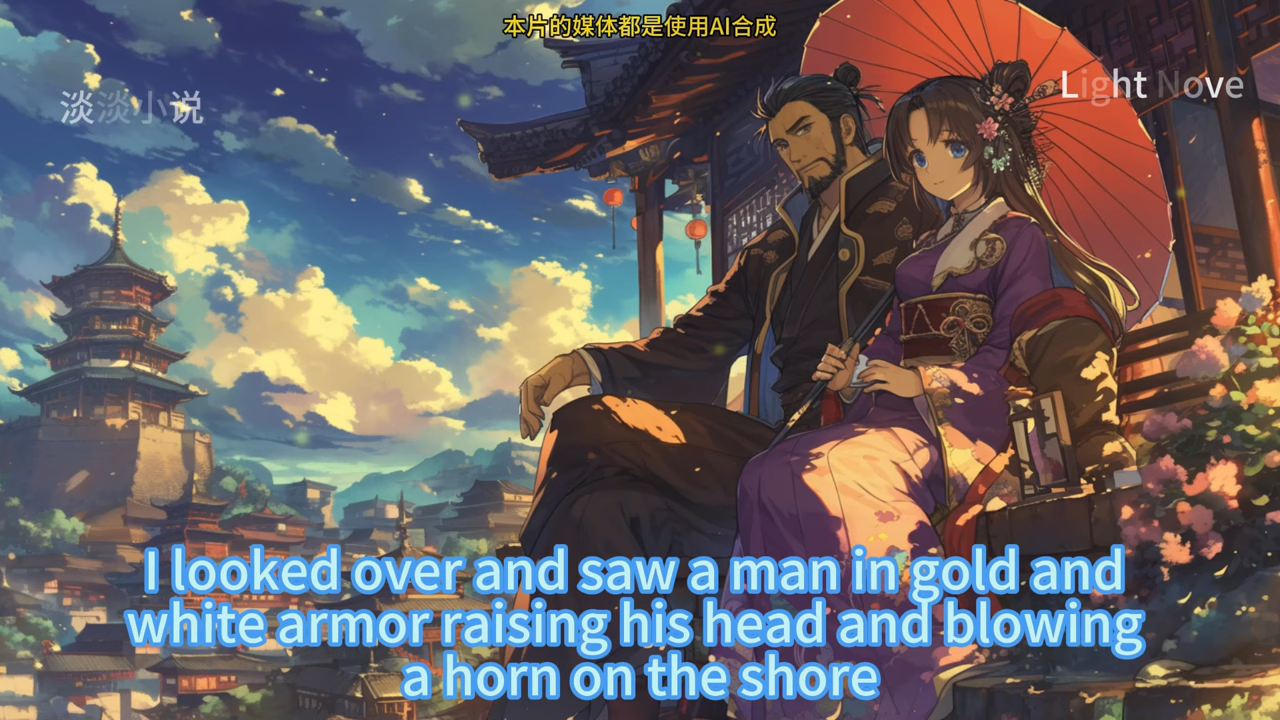 本片的媒体都是使用AI合成
淡淡小说
Light Nove
I looked over and saw a man in gold and
white armor raising his head and blowing
a horn on the shore